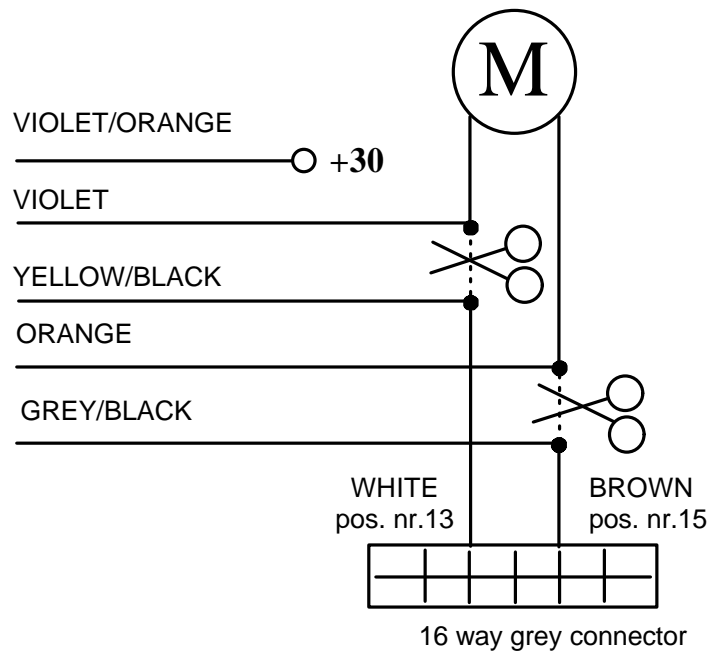 M
VIOLET/ORANGE
+30
VIOLET
YELLOW/BLACK
ORANGE
GREY/BLACK
WHITE
pos. nr.13
BROWN
pos. nr.15
16 way grey connector